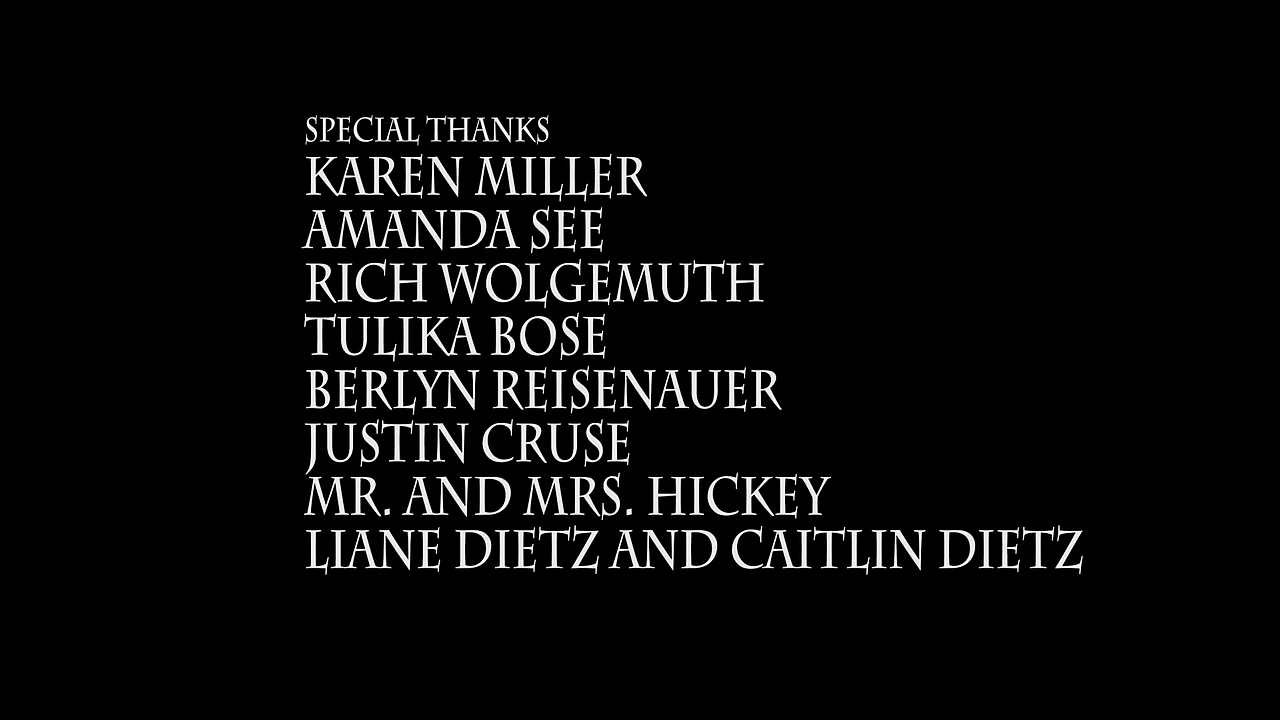 SPECIAL THANKS
KAREN MILLER
AMANDA SEE
RICH WOLGEMUTH
TULIKA BOSE
BERLYN REISENAUER
JUSTIN CRUSE
MR. AND MRS. HICKEY
LIANE DIETZ AND CAITLIN DIETZ